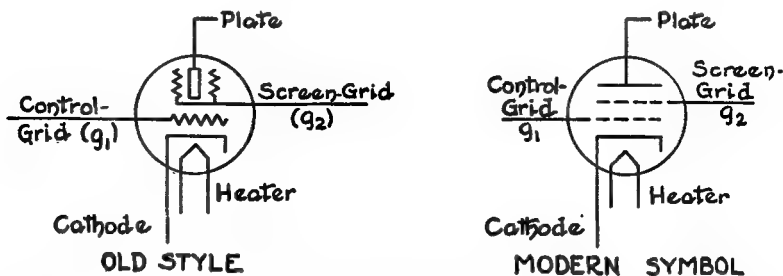 Plate
Control-
Grid (g1)
Screen-Grid
(g2)
Heater
Cathode
OLD STYLE
Plate
Control-
Grid
g1
Screen-
Grid
g2
Heater
Cathode
MODERN SYMBOL